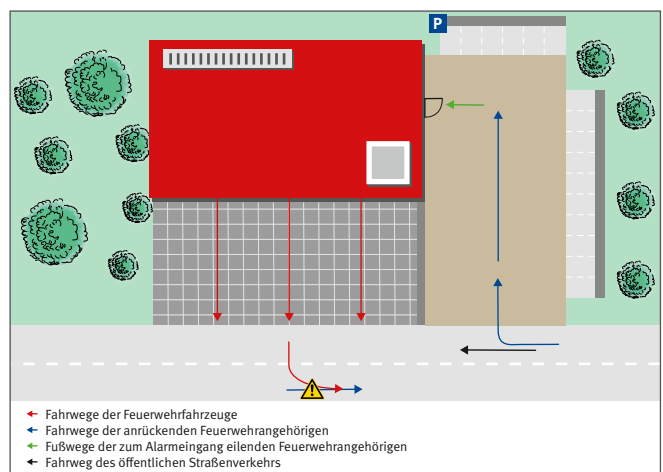 P
Fahrwege der Feuerwehrfahrzeuge
Fahrwege der anrückenden Feuerwehrangehörigen
Fußwege der zum Alarmeingang eilenden Feuerwehrangehörigen
Fahrweg des öffentlichen Straßenverkehrs